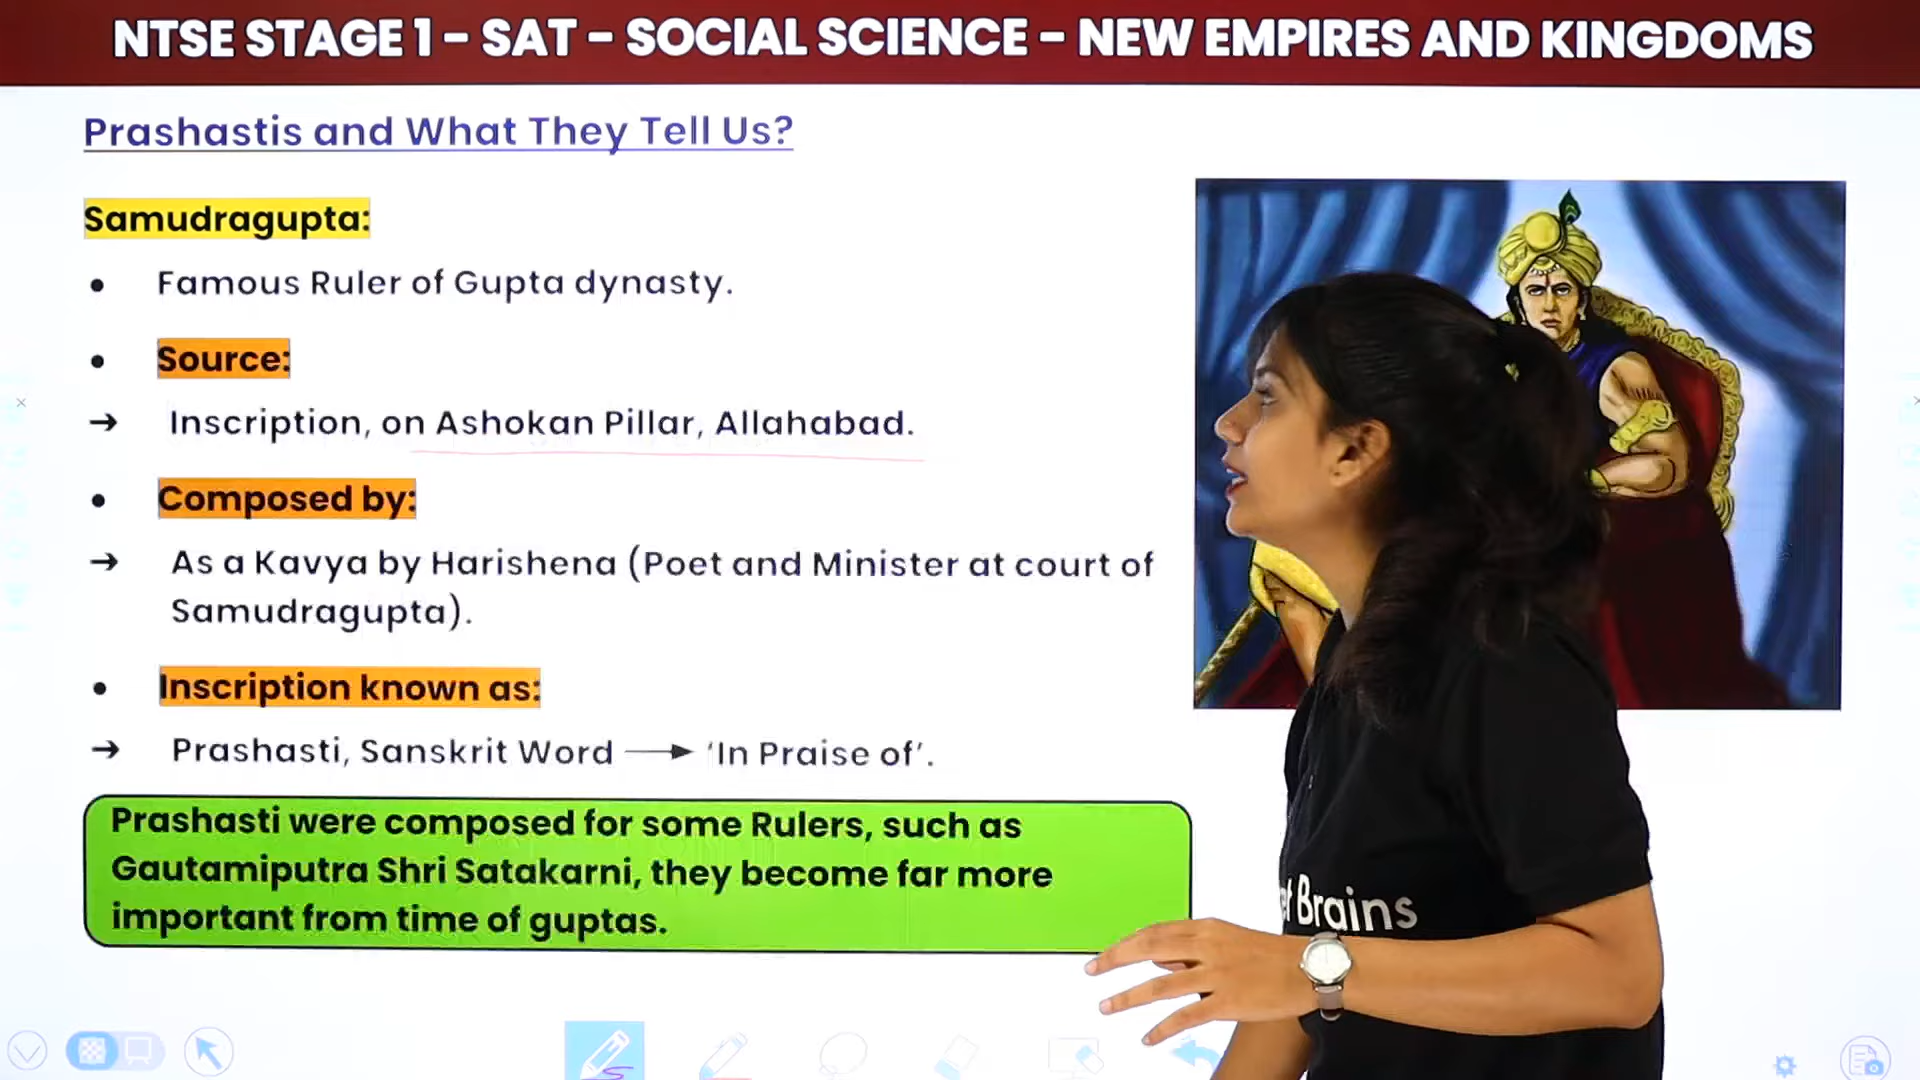 NTSE STAGE 1 – SAT – SOCIAL SCIENCE – NEW EMPIRES AND KINGDOMS
Prashastis and What They Tell Us?
Samudragupta:
• Famous Ruler of Gupta dynasty.
• Source:
→ Inscription, on Ashokan Pillar, Allahabad.
• Composed by:
→ As a Kavya by Harishena (Poet and Minister at court of
Samudragupta).
• Inscription known as:
→ Prashasti, Sanskrit Word → ‘In Praise of’.
Prashasti were composed for some Rulers, such as
Gautamiputra Shri Satakarni, they become far more
important from time of guptas.
Brains